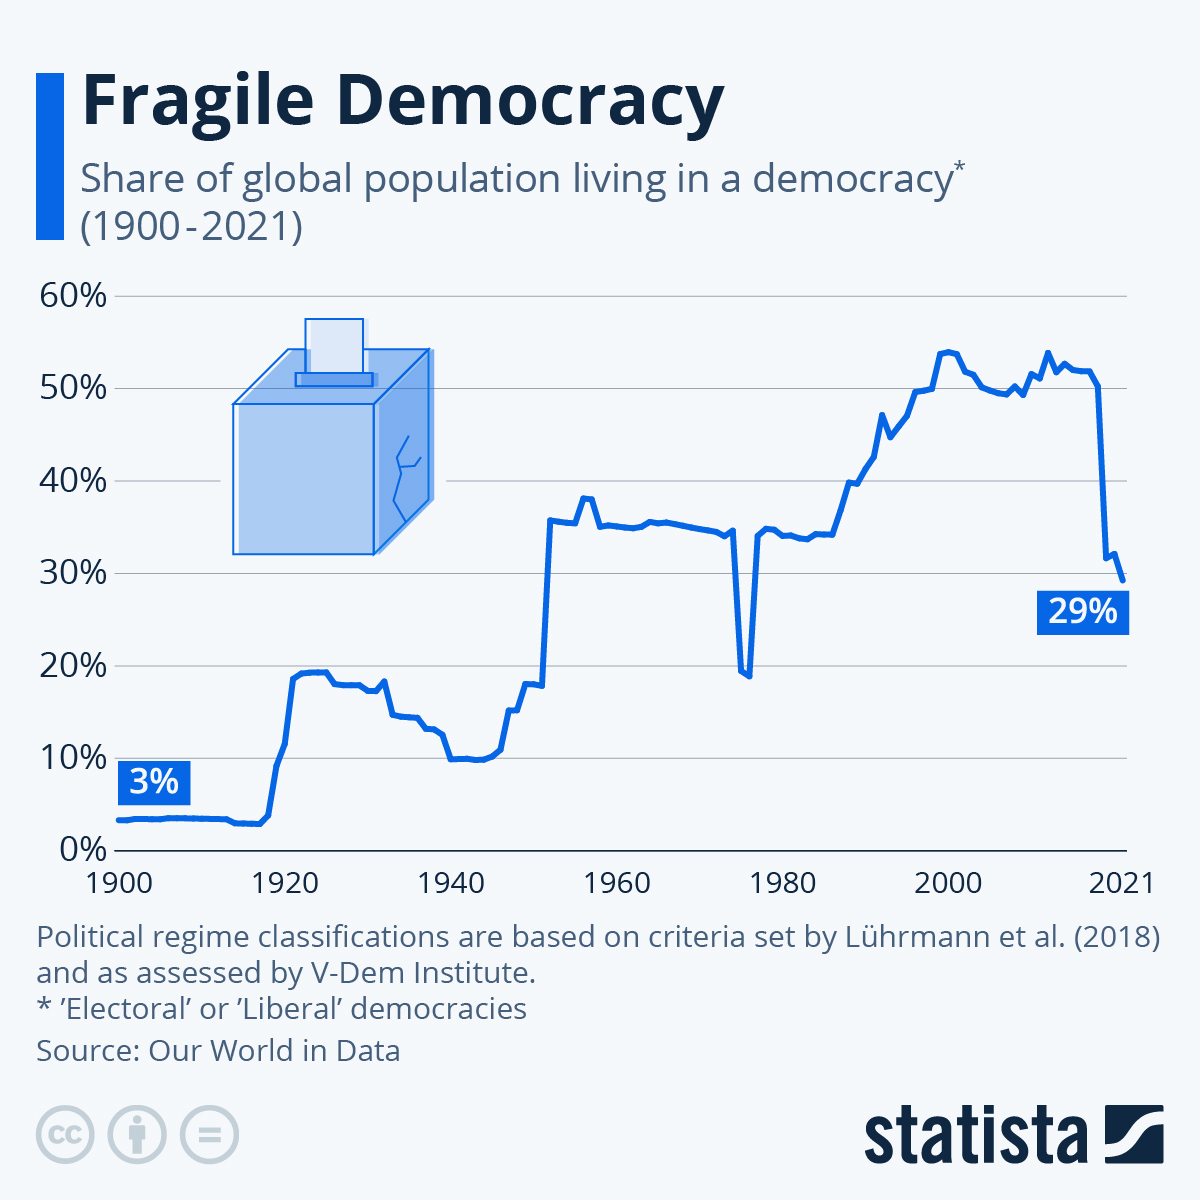 Fragile Democracy
Share of global population living in a democracy*
(1900-2021)
60%
50%
40%
30%
29%
20%
10%
3%
0%
1900 1920 1940 1960 1980 2000 2021
Political regime classifications are based on criteria set by Lührmann et al. (2018)
and as assessed by V-Dem Institute.
* ’Electoral’ or ’Liberal’ democracies
Source: Our World in Data
cc = statista